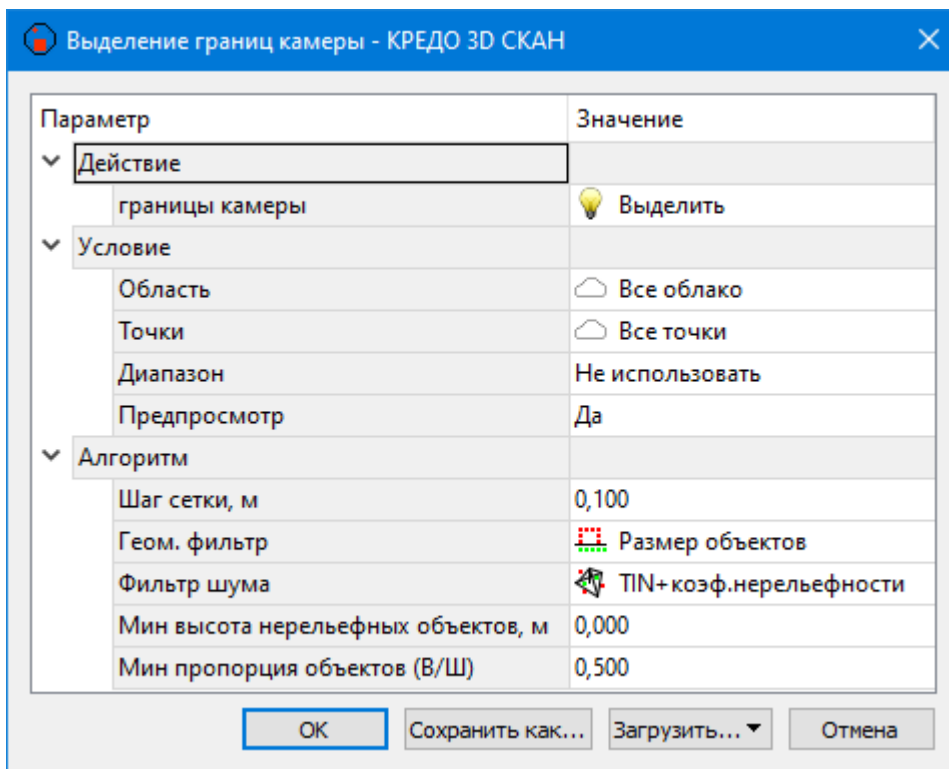 Выделение границ камеры - КРЕДО 3D СКАН
Параметр Значение
Действие
границы камеры Выделить
Условие
Область Все облако
Точки Все точки
Диапазон Не использовать
Предпросмотр Да
Алгоритм
Шаг сетки, м 0,100
Геом. фильтр Размер объектов
Фильтр шума TIN+коэф.нерельефности
Мин высота нерельефных объектов, м 0,000
Мин пропорция объектов (В/Ш) 0,500
ОК Сохранить как... Загрузить... Отмена